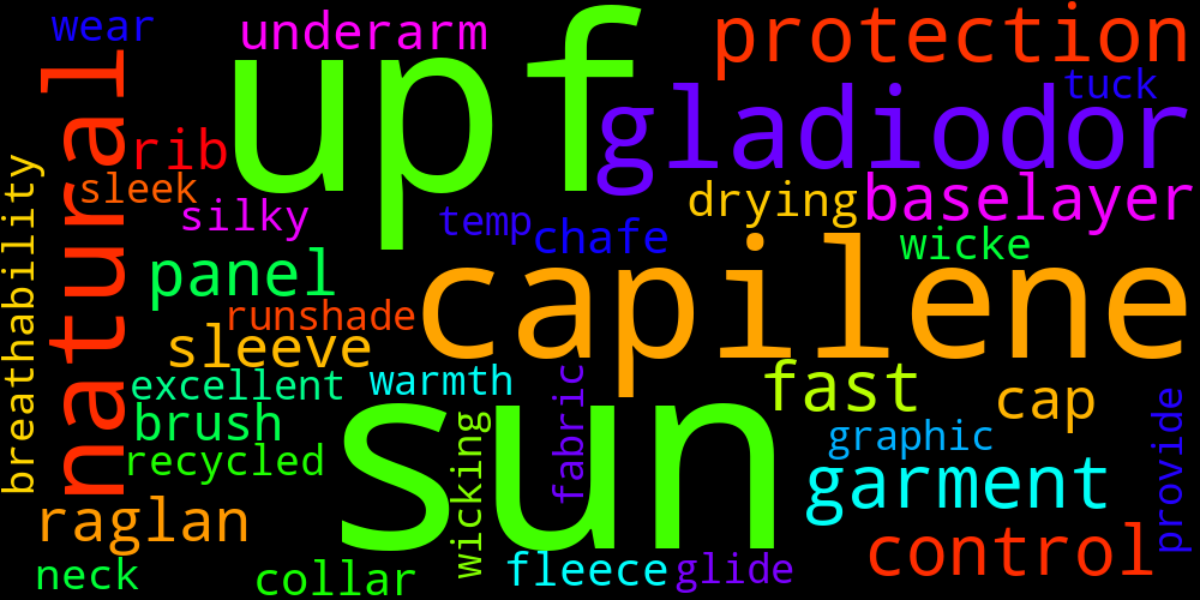 wear
underarm
upf
protection
tuck
natural
gladiodor
rib
sleek
silky
temp
chafe
drying
baselayer
wicke
breathability
panel
capilene
runshade
sleeve
excellent
warmth
fast
cap
brush
recycled
sun
wicking
fabric
graphic
garment
provide
raglan
control
neck
collar
fleece
glide